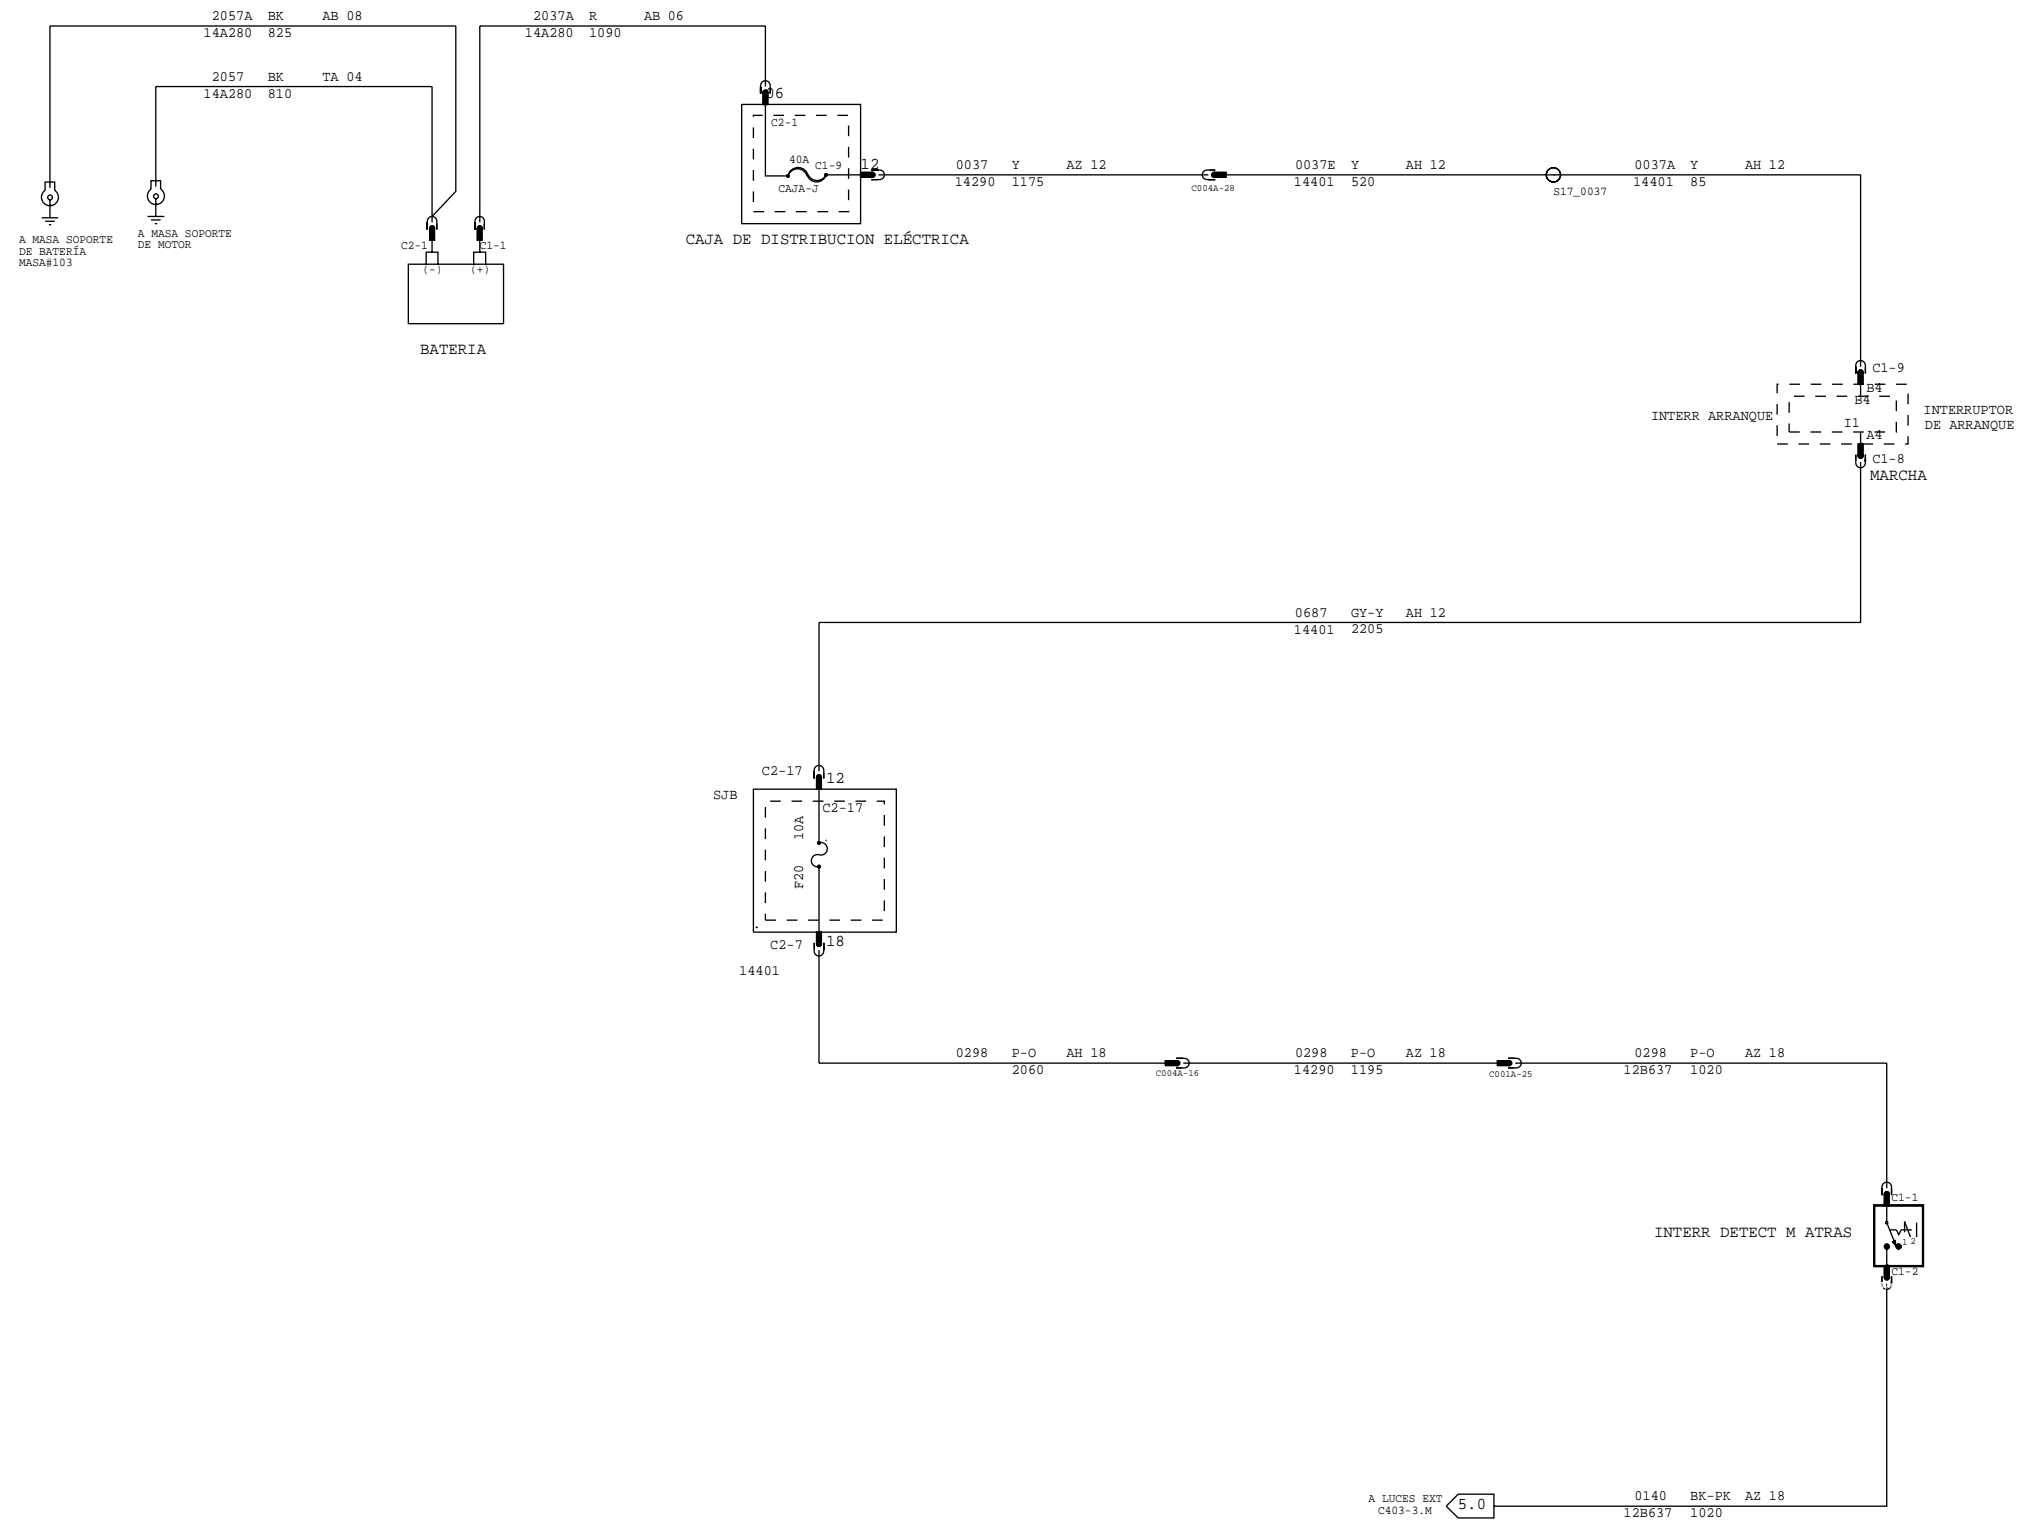 2057A BK AB 08
14A280 825
2037A R AB 06
14A280 1090
2057 BK TA 04
14A280 810
06
C2-1
40A
C1-9
CAJA-J
12
CAJA DE DISTRIBUCION ELÉCTRICA
0037 Y AZ 12
14290 1175
C004A-28
0037E Y AH 12
14401 520
S17_0037
0037A Y AH 12
14401 85
A MASA SOPORTE
DE BATERÍA
MASA#103
A MASA SOPORTE
DE MOTOR
C2-1
C1-1
(-)
(+)
BATERIA
C1-9
B4
B4
INTERR ARRANQUE
I1
A4
INTERRUPTOR
DE ARRANQUE
C1-8
MARCHA
0687 GY-Y AH 12
14401 2205
C2-17
12
SJB
C2-17
10A
F20
C2-7
18
14401
0298 P-O AH 18
2060
C004A-16
0298 P-O AZ 18
14290 1195
C001A-25
0298 P-O AZ 18
12B637 1020
C1-1
INTERR DETECT M ATRAS
1 2
C1-2
A LUCES EXT
C403-3.M
5.0
0140 BK-PK AZ 18
12B637 1020